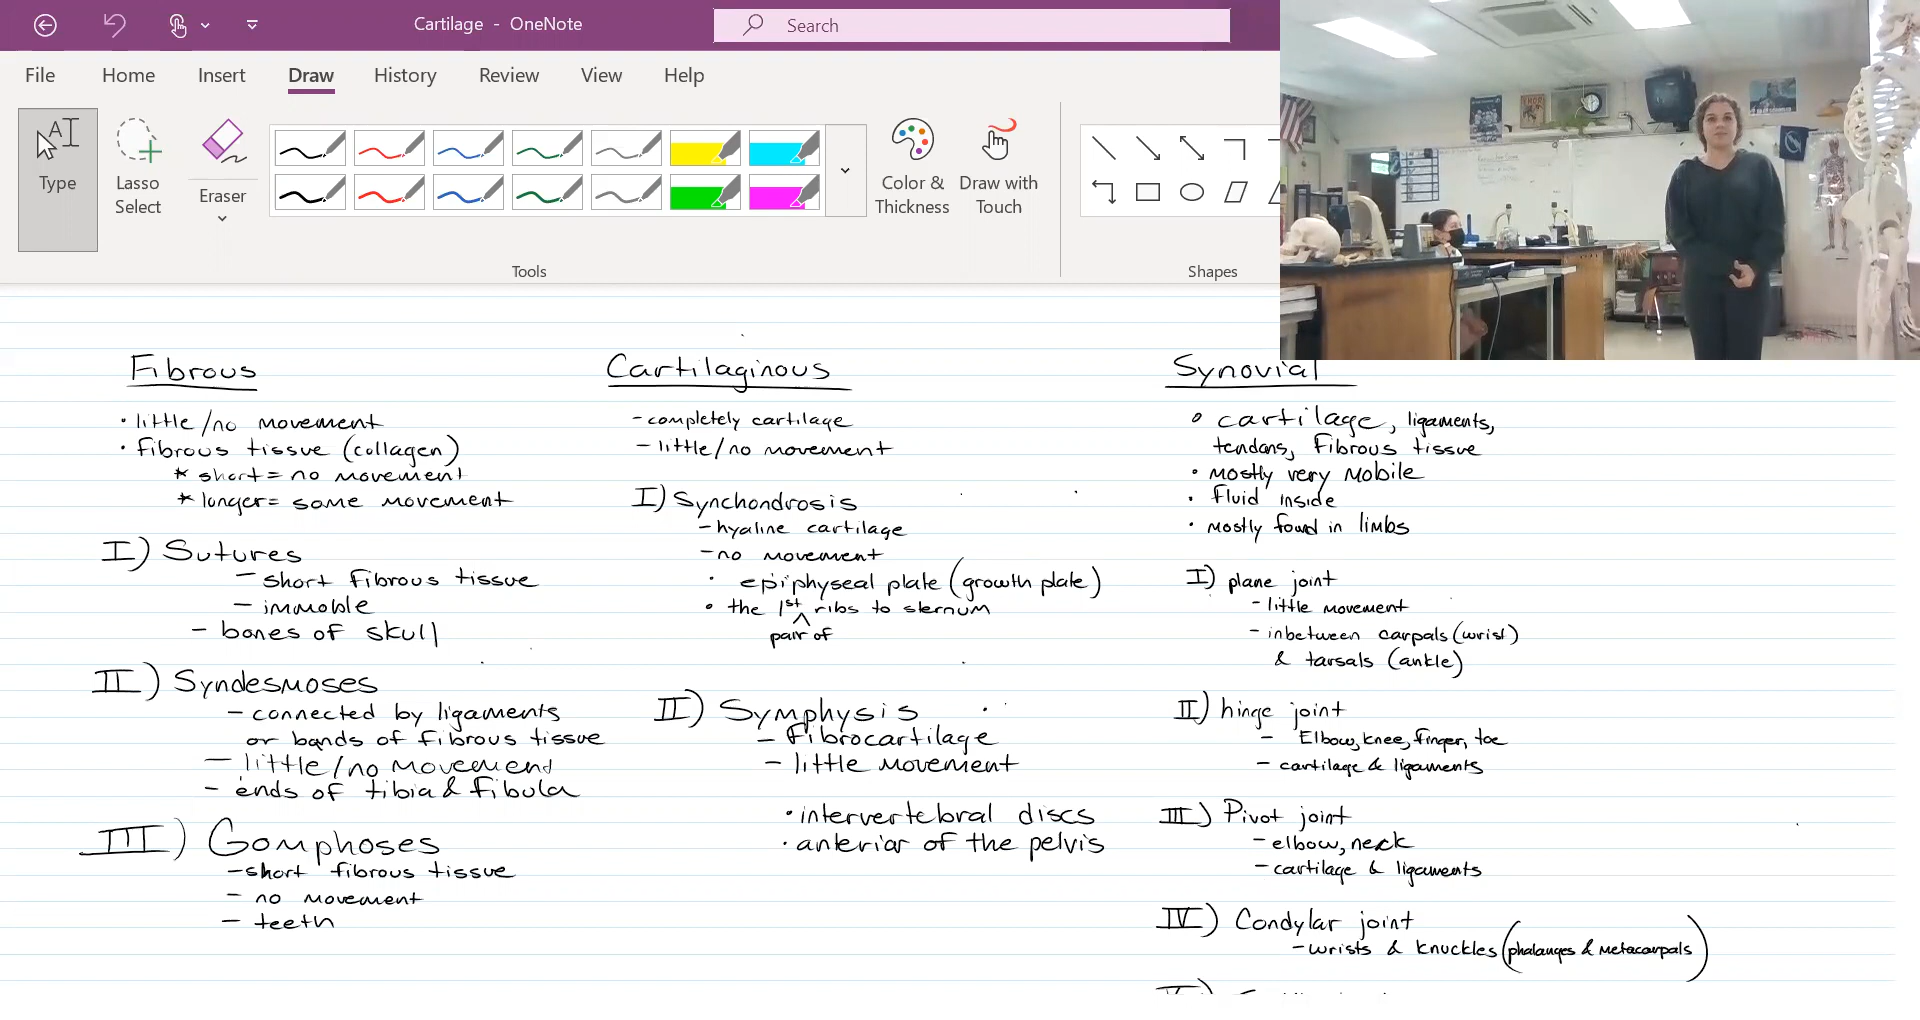 Cartilage - OneNote
Search
File
Home
Insert
Draw
History
Review
View
Help
Type
Lasso
Select
Eraser
Color &
Thickness
Draw with
Touch
Tools
Shapes
Fibrous
• little/no movement
• Fibrous tissue (collagen)
* short = no movement
* longer = some movement
I) Sutures
- short fibrous tissue
- immoble
- bones of skull
II) Syndesmoses
- connected by ligaments
or bands of fibrous tissue
- little/no movement
- ends of tibia & fibula
III) Gomphoses
- short fibrous tissue
- no movement
- teeth
Cartilaginous
- completely cartilage
- little/no movement
I) Synchondrosis
- hyaline cartilage
- no movement
• epiphyseal plate (growth plate)
• the 1st ^ ribs to sternum
pair of
II) Symphysis
- Fibrocartilage
- little movement
• intervertebral discs
• anterior of the pelvis
Synovial
• cartilage, ligaments,
tendons, Fibrous tissue
• mostly very mobile
• Fluid inside
• mostly found in limbs
I) plane joint
- little movement
- inbetween carpals (wrist)
& tarsals (ankle)
II) hinge joint
- Elbow, knee, finger, toe
- cartilage & ligaments
III) Pivot joint
- elbow, neck
- cartilage & ligaments
IV) Condylar joint
- wrists & knuckles (phalanges & metacarpals)